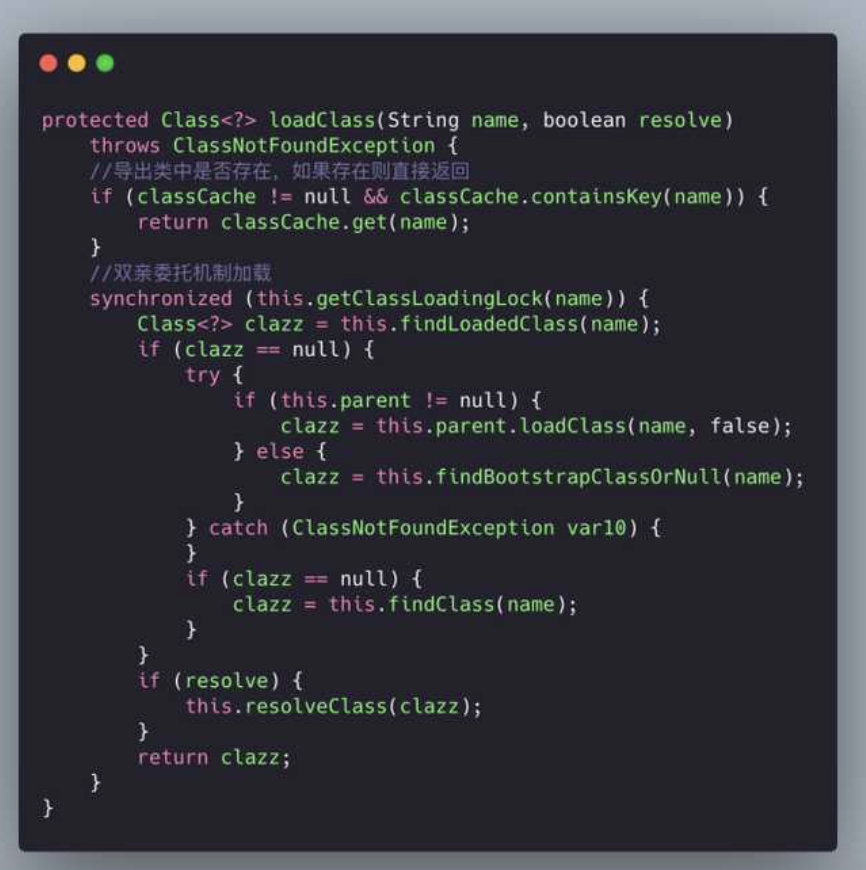 protected Class<?> loadClass(String name, boolean resolve)
    throws ClassNotFoundException {
    //导出类中是否存在，如果存在则直接返回
    if (classCache != null && classCache.containsKey(name)) {
        return classCache.get(name);
    }
    //双亲委托机制加载
    synchronized (this.getClassLoadingLock(name)) {
        Class<?> clazz = this.findLoadedClass(name);
        if (clazz == null) {
            try {
                if (this.parent != null) {
                    clazz = this.parent.loadClass(name, false);
                } else {
                    clazz = this.findBootstrapClassOrNull(name);
                }
            } catch (ClassNotFoundException var10) {
            }
            if (clazz == null) {
                clazz = this.findClass(name);
            }
        }
        if (resolve) {
            this.resolveClass(clazz);
        }
        return clazz;
    }
}